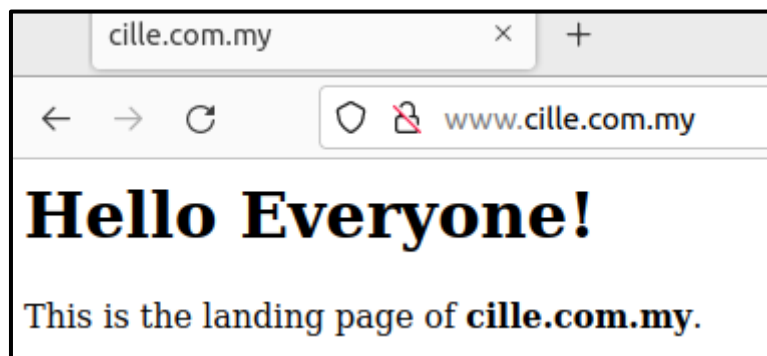 cille.com.my
www.cille.com.my
Hello Everyone!
This is the landing page of cille.com.my.